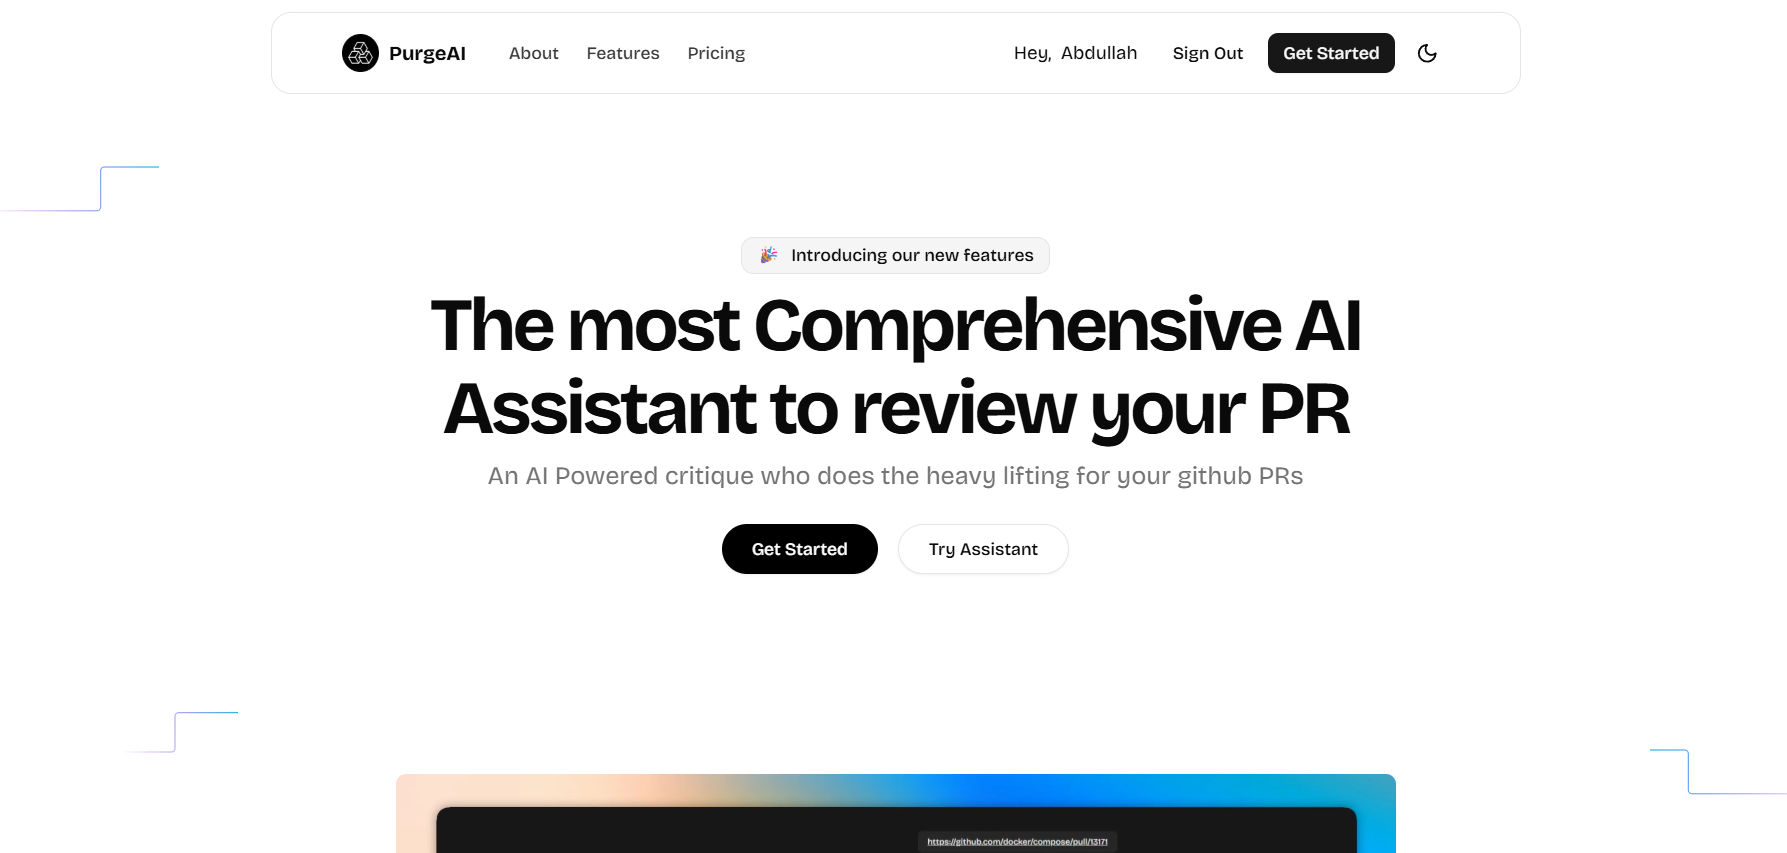 PurgeAI About Features Pricing Hey, Abdullah Sign Out Get Started
🎉 Introducing our new features
The most Comprehensive AI
Assistant to review your PR
An AI Powered critique who does the heavy lifting for your github PRs
Get Started Try Assistant
https://github.com/docker/compose/pull/13171